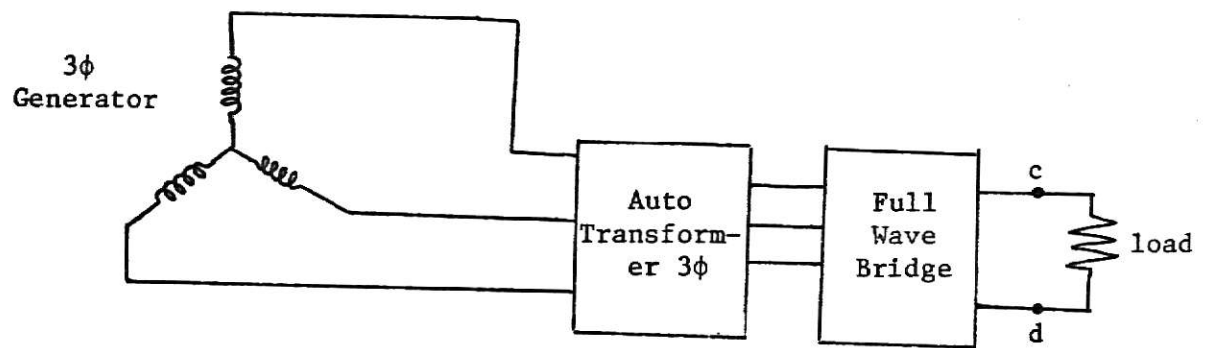 3ϕ
Generator
Auto
Transform-
er 3ϕ
Full
Wave
Bridge
c
load
d